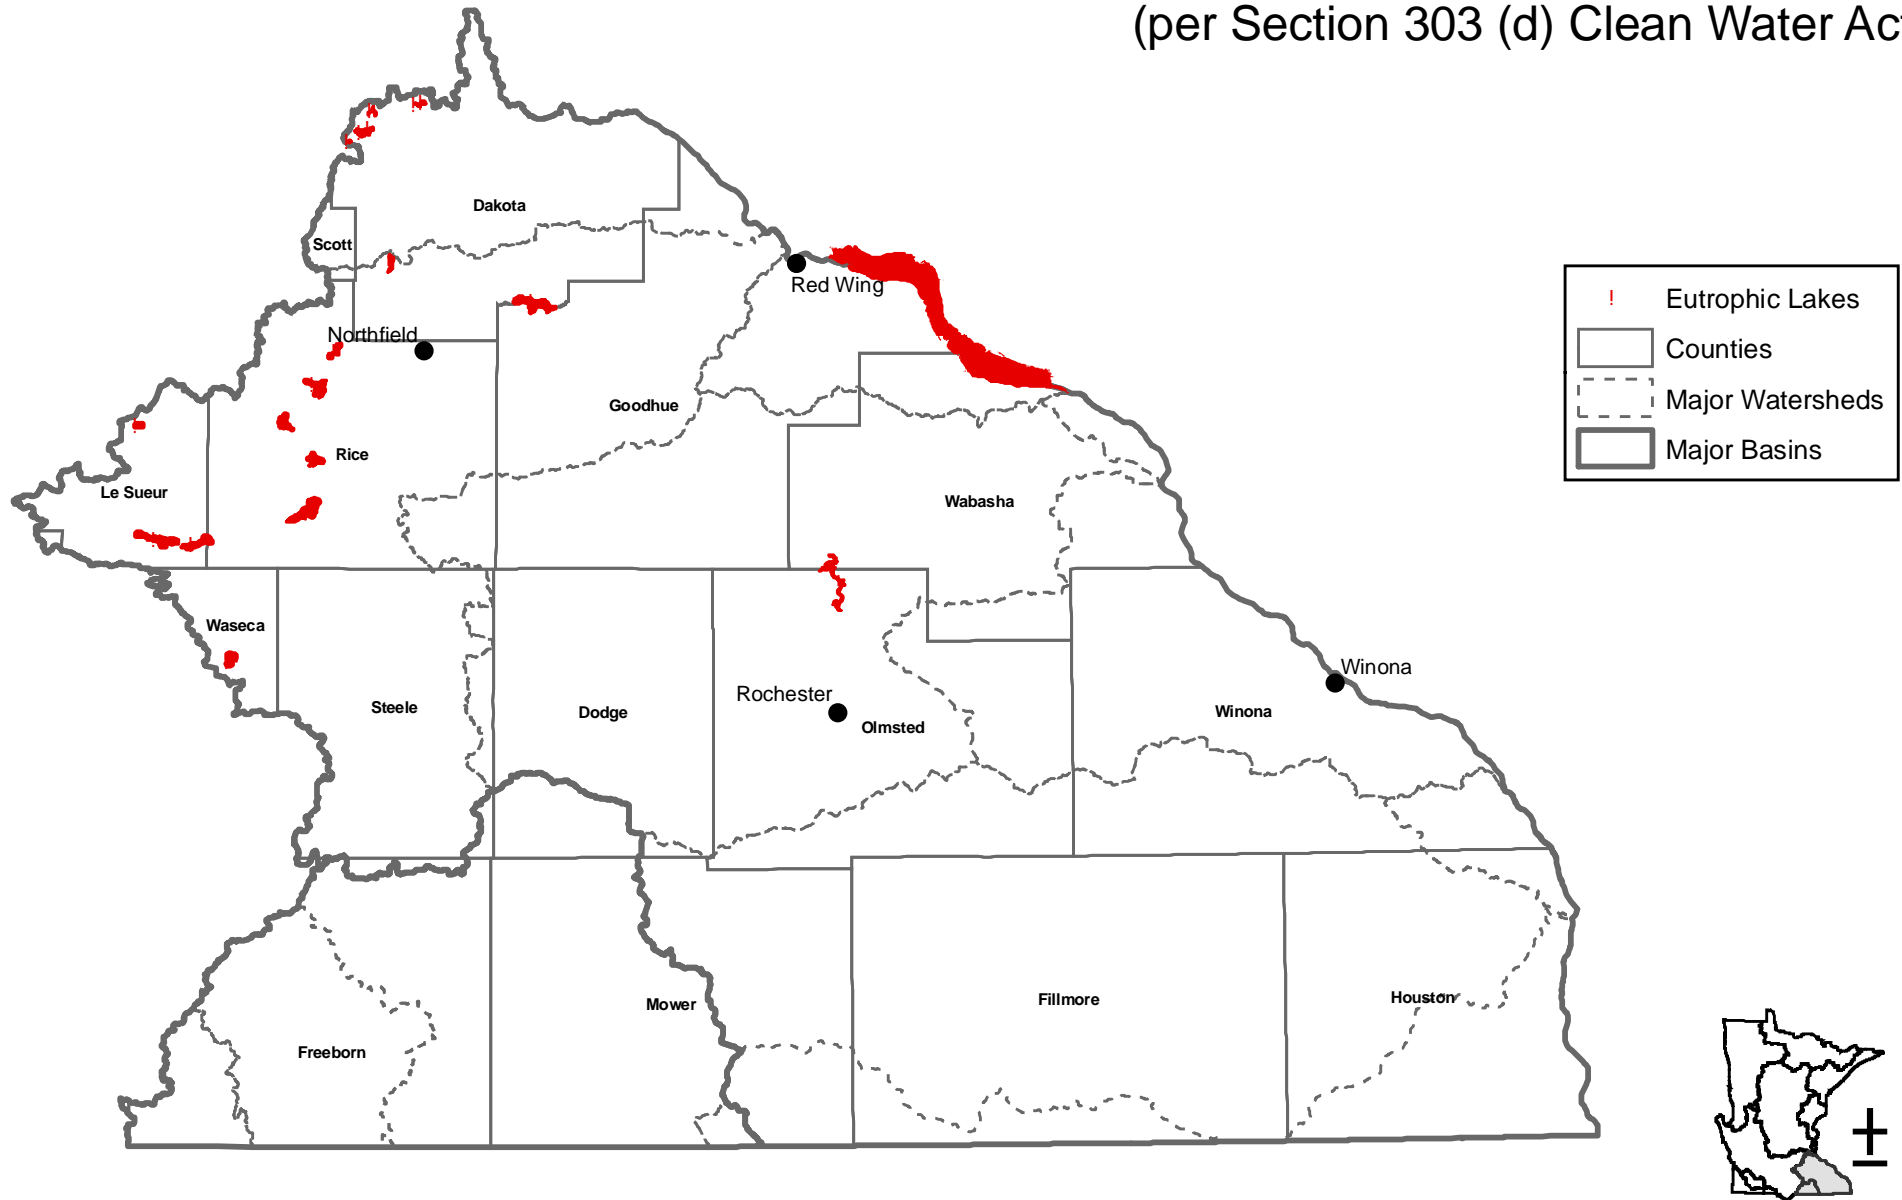 (per Section 303 (d) Clean Water Act
Dakota
Scott
Red Wing
Northfield
Goodhue
Rice
Le Sueur
Wabasha
Waseca
Winona
Rochester
Steele
Dodge
Olmsted
Winona
Mower
Fillmore
Houston
Freeborn
Eutrophic Lakes
Counties
Major Watersheds
Major Basins